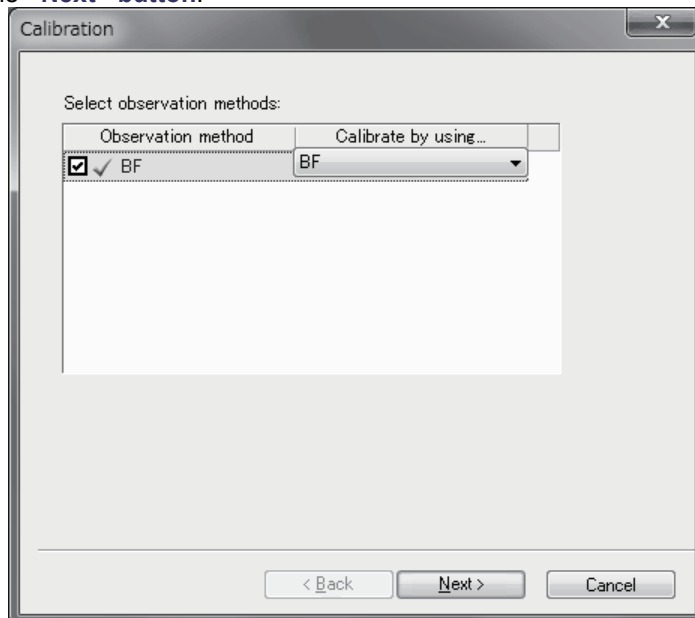 "Next" button.
Calibration
Select observation methods:
Observation method Calibrate by using...
BF BF
< Back Next > Cancel